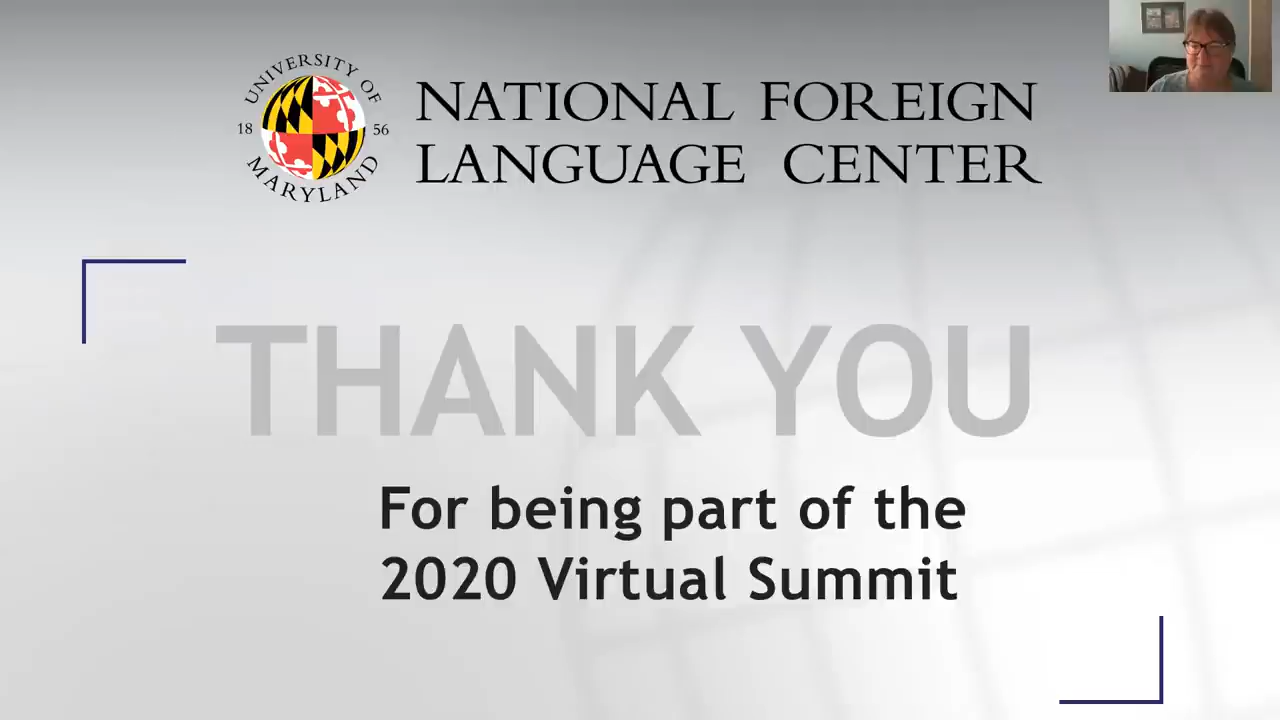 UNIVERSITY OF
18 56
MARYLAND
NATIONAL FOREIGN
LANGUAGE CENTER
THANK YOU
For being part of the
2020 Virtual Summit